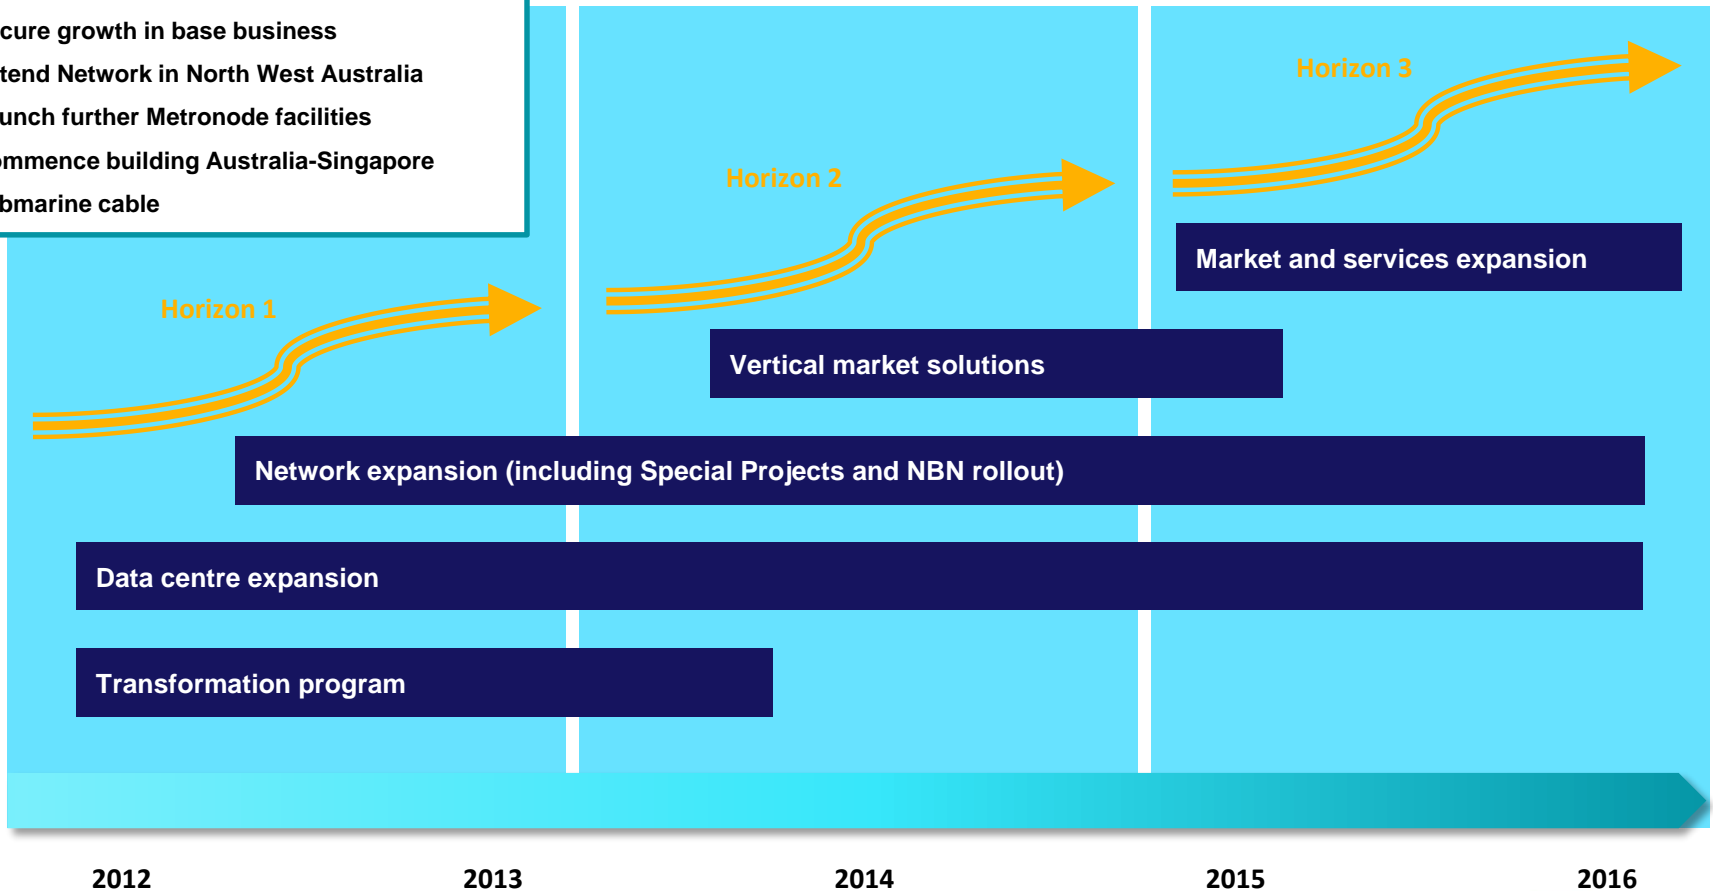 cure growth in base business
tend Network in North West Australia
unch further Metronode facilities
ommence building Australia-Singapore
bmarine cable
Horizon 3
Horizon 2
Market and services expansion
Horizon 1
Vertical market solutions
Network expansion (including Special Projects and NBN rollout)
Data centre expansion
Transformation program
2012 2013 2014 2015 2016